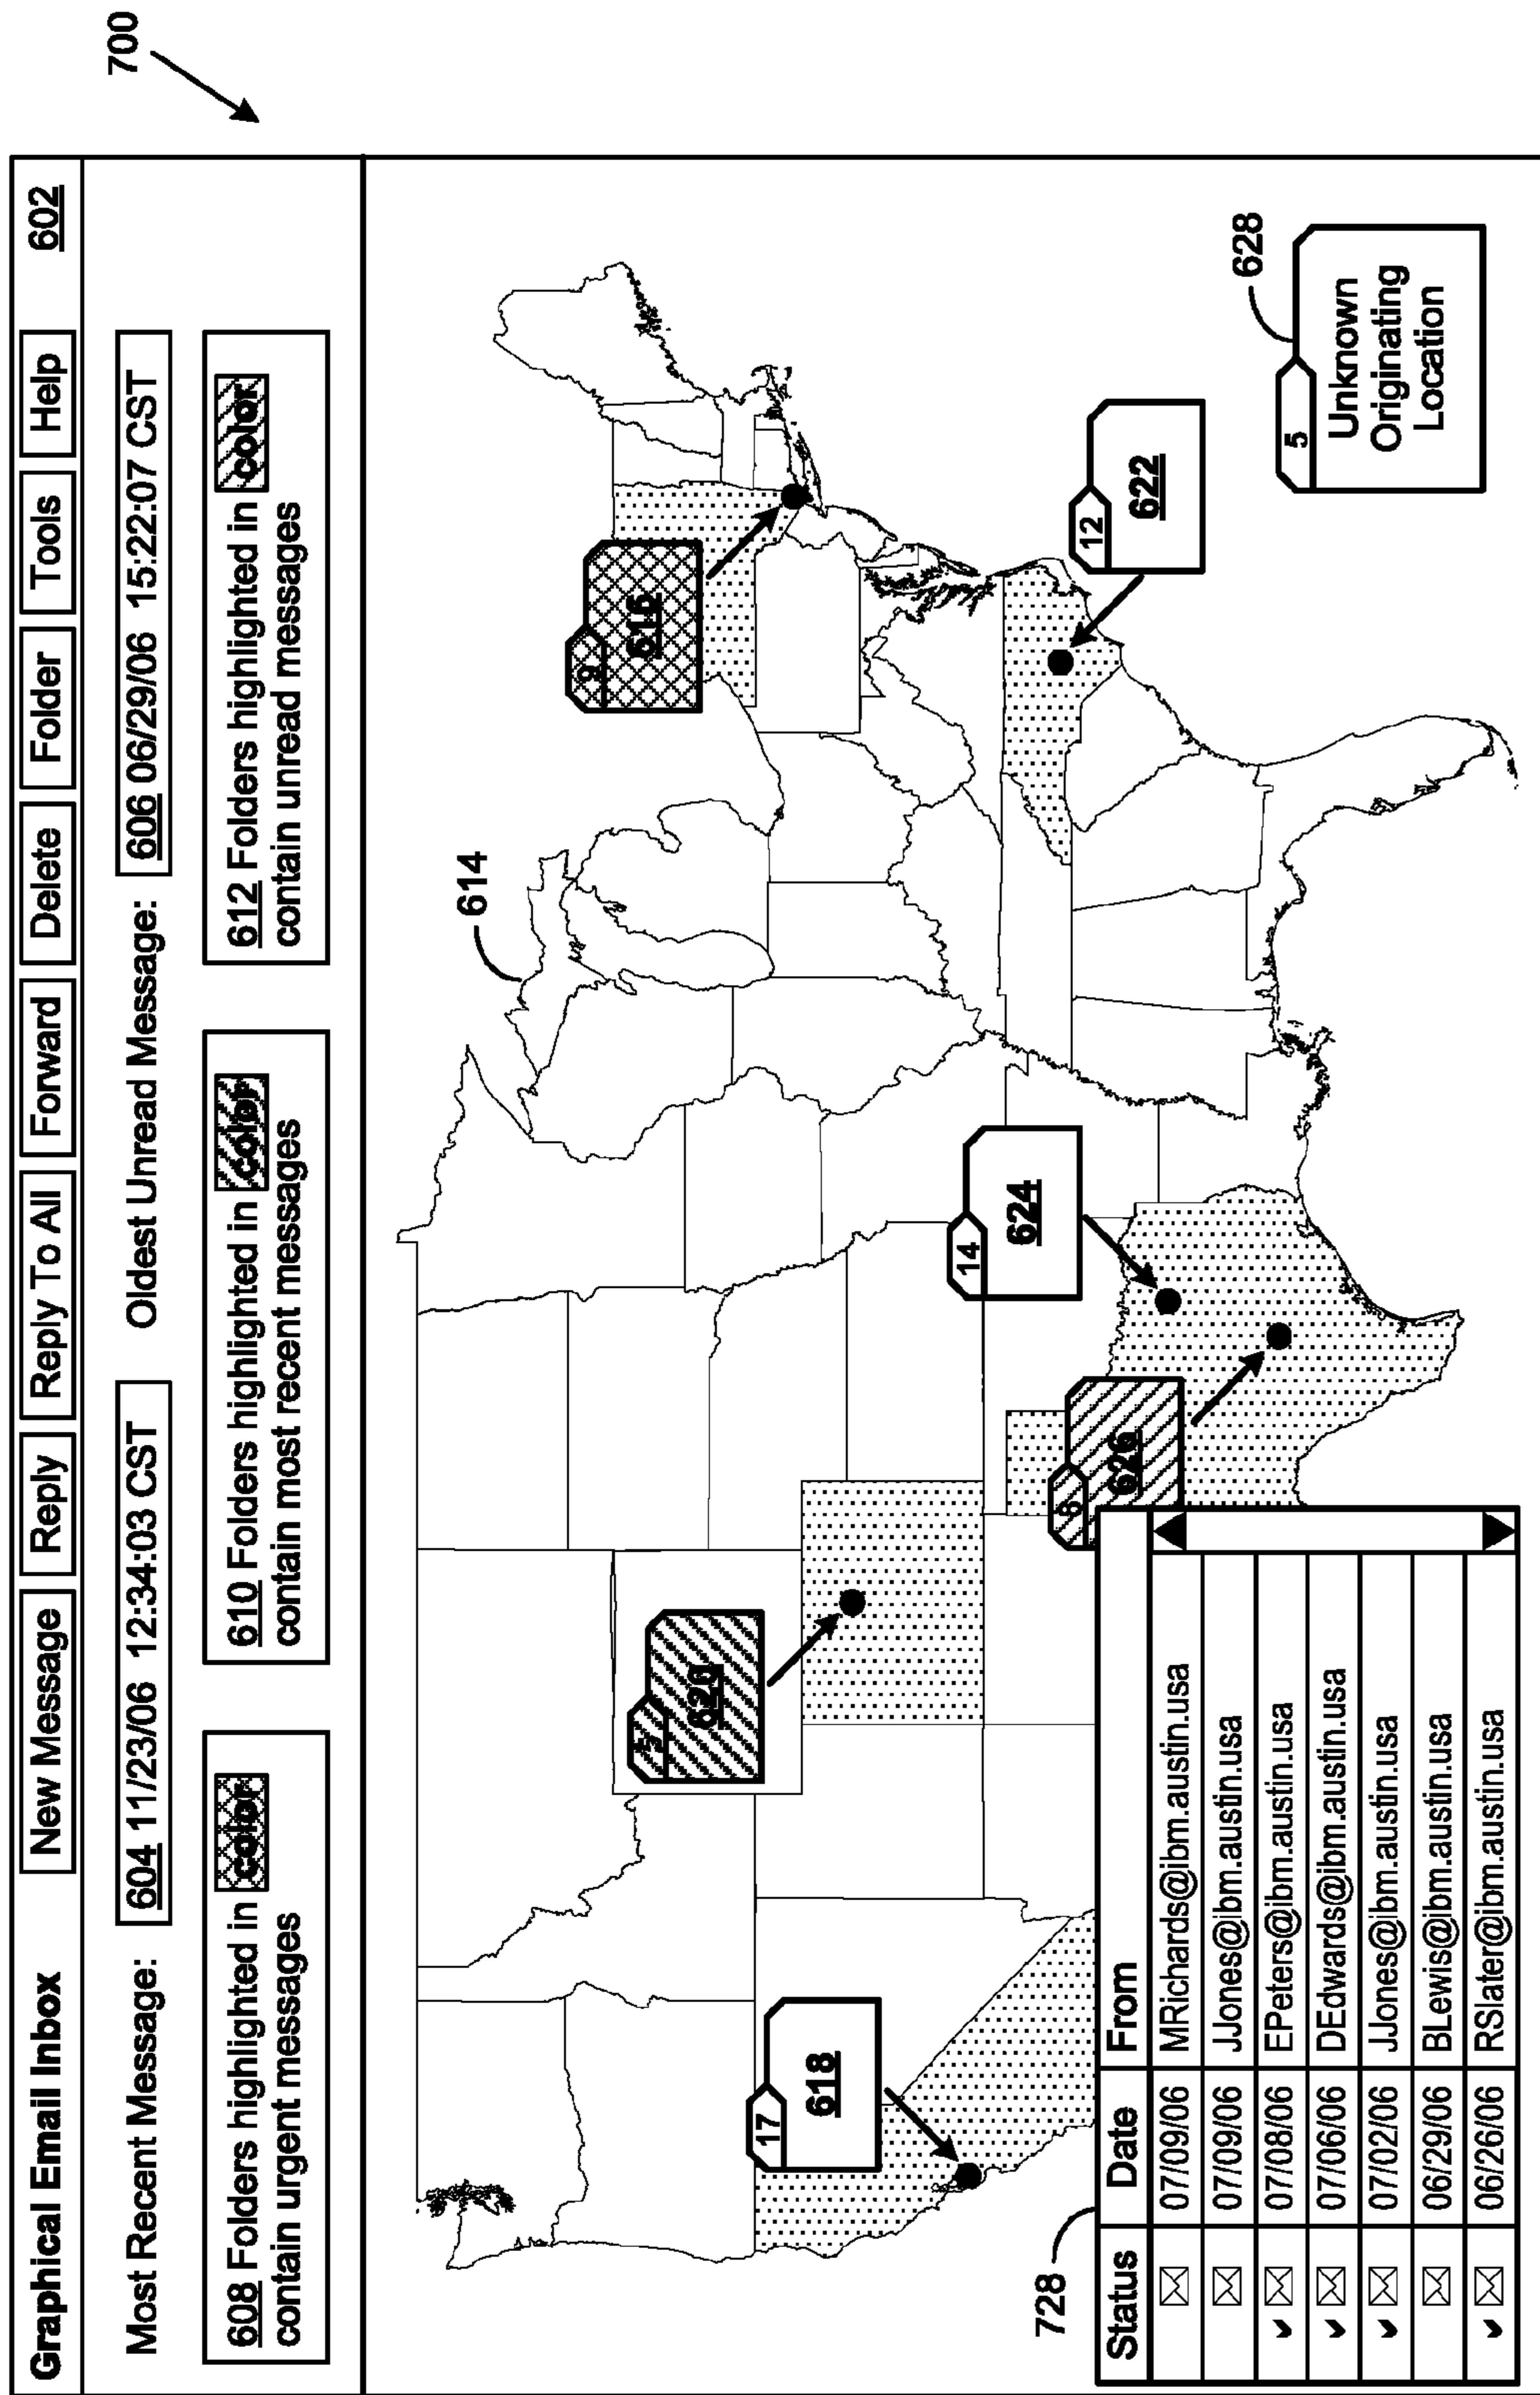 700
Graphical Email Inbox New Message Reply Reply To All Forward Delete Folder Tools Help 602
Most Recent Message: 604 11/23/06 12:34:03 CST Oldest Unread Message: 606 06/29/06 15:22:07 CST
608 Folders highlighted in color
contain urgent messages
610 Folders highlighted in color
contain most recent messages
612 Folders highlighted in color
contain unread messages
614
9
616
17
618
620
12
622
14
624
626
5
Unknown
Originating
Location
628
728
Status Date From
07/09/06 MRichards@ibm.austin.usa
07/09/06 JJones@ibm.austin.usa
07/08/06 EPeters@ibm.austin.usa
07/06/06 DEdwards@ibm.austin.usa
07/02/06 JJones@ibm.austin.usa
06/29/06 BLewis@ibm.austin.usa
06/26/06 RSlater@ibm.austin.usa